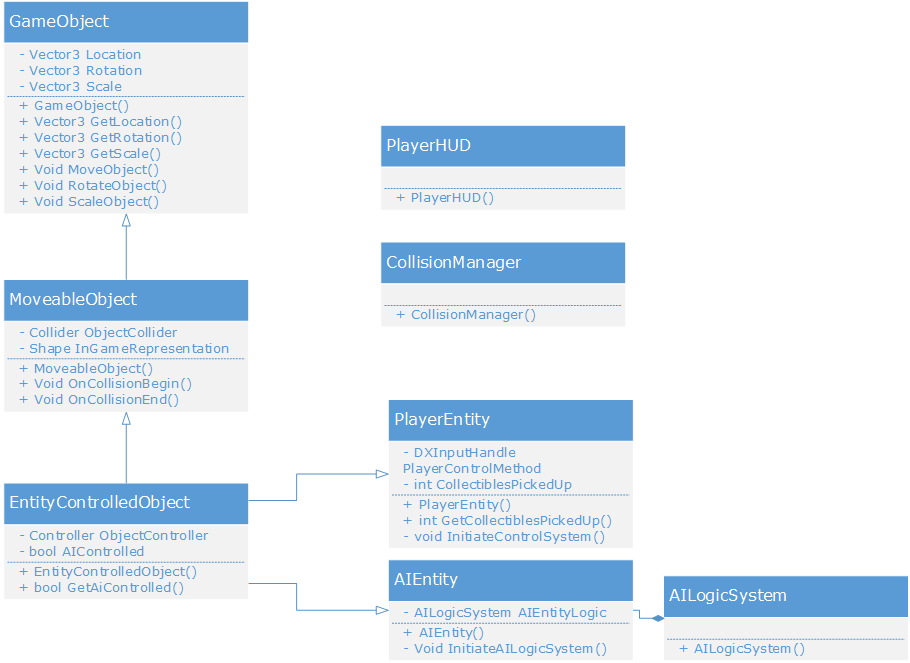 GameObject
- Vector3 Location
- Vector3 Rotation
- Vector3 Scale
+ GameObject()
+ Vector3 GetLocation()
+ Vector3 GetRotation()
+ Vector3 GetScale()
+ Void MoveObject()
+ Void RotateObject()
+ Void ScaleObject()
PlayerHUD
+ PlayerHUD()
CollisionManager
+ CollisionManager()
MoveableObject
- Collider ObjectCollider
- Shape InGameRepresentation
+ MoveableObject()
+ Void OnCollisionBegin()
+ Void OnCollisionEnd()
PlayerEntity
- DXInputHandle
PlayerControlMethod
- int CollectiblesPickedUp
+ PlayerEntity()
+ int GetCollectiblesPickedUp()
- void InitiateControlSystem()
EntityControlledObject
- Controller ObjectController
- bool AIControlled
+ EntityControlledObject()
+ bool GetAiControlled()
AIEntity
- AILogicSystem AIEntityLogic
+ AIEntity()
- Void InitiateAILogicSystem()
AILogicSystem
+ AILogicSystem()